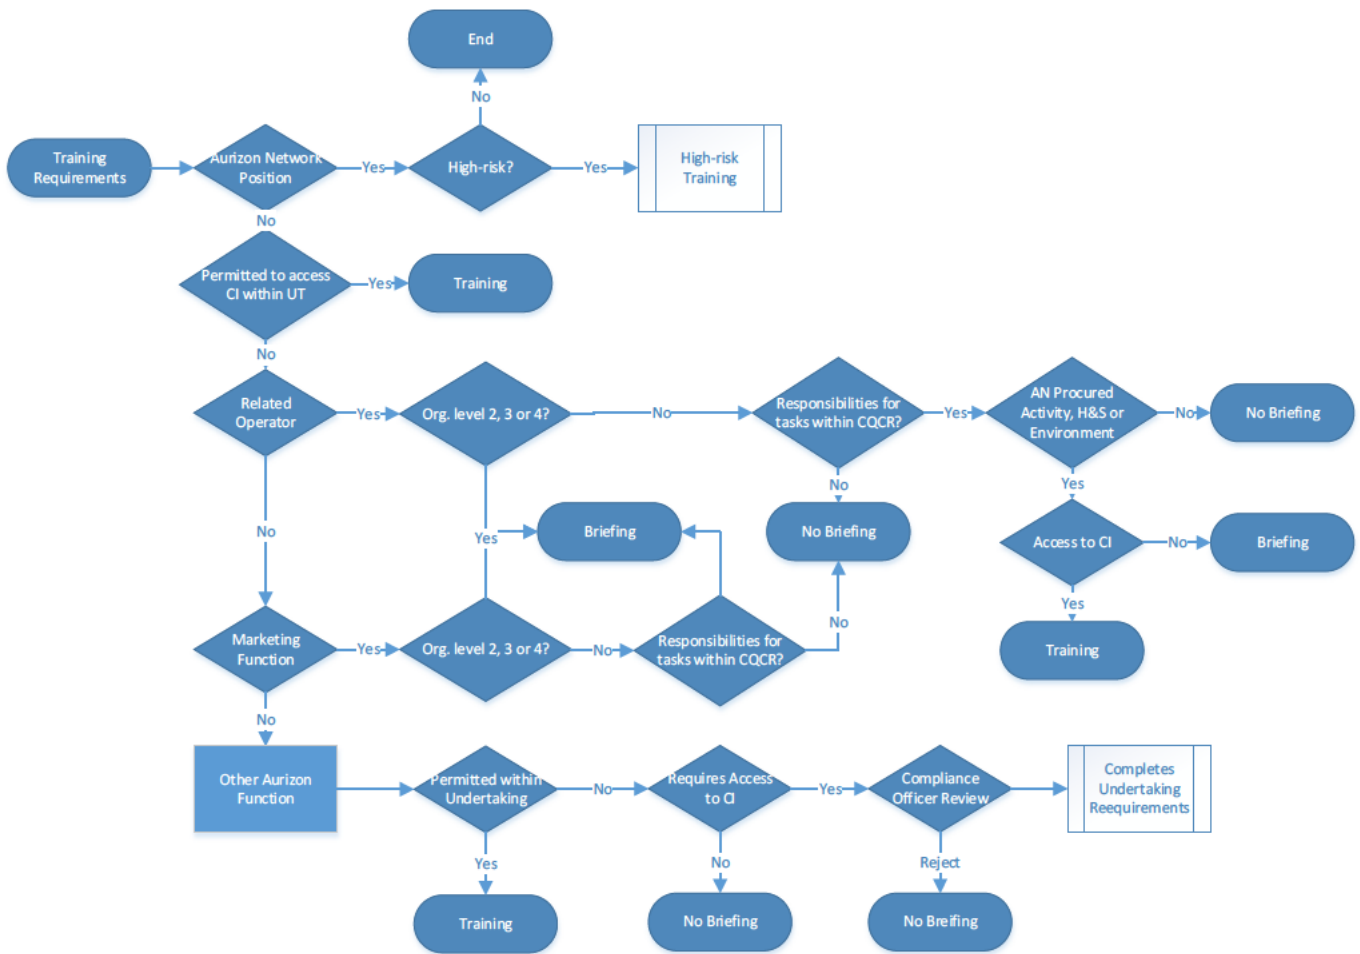 End
No
Training
Requirements
Aurizon Network
Position
Yes
High-risk?
Yes
High-risk
Training
No
Permitted to access
CI within UT
Yes
Training
No
Related
Operator
Yes
Org. level 2, 3 or 4?
No
Responsibilities for
tasks within CQCR?
Yes
AN Procured
Activity, H&S or
Environment
No
No Briefing
No
Yes
No
Yes
Briefing
No Briefing
Access to CI
No
Briefing
Yes
No
Marketing
Function
Yes
Org. level 2, 3 or 4?
No
Responsibilities for
tasks within CQCR?
Training
No
Other Aurizon
Function
Permitted within
Undertaking
No
Requires Access
to CI
Yes
Compliance
Officer Review
Completes
Undertaking
Reequirements
Yes
No
Reject
Training
No Briefing
No Breifing